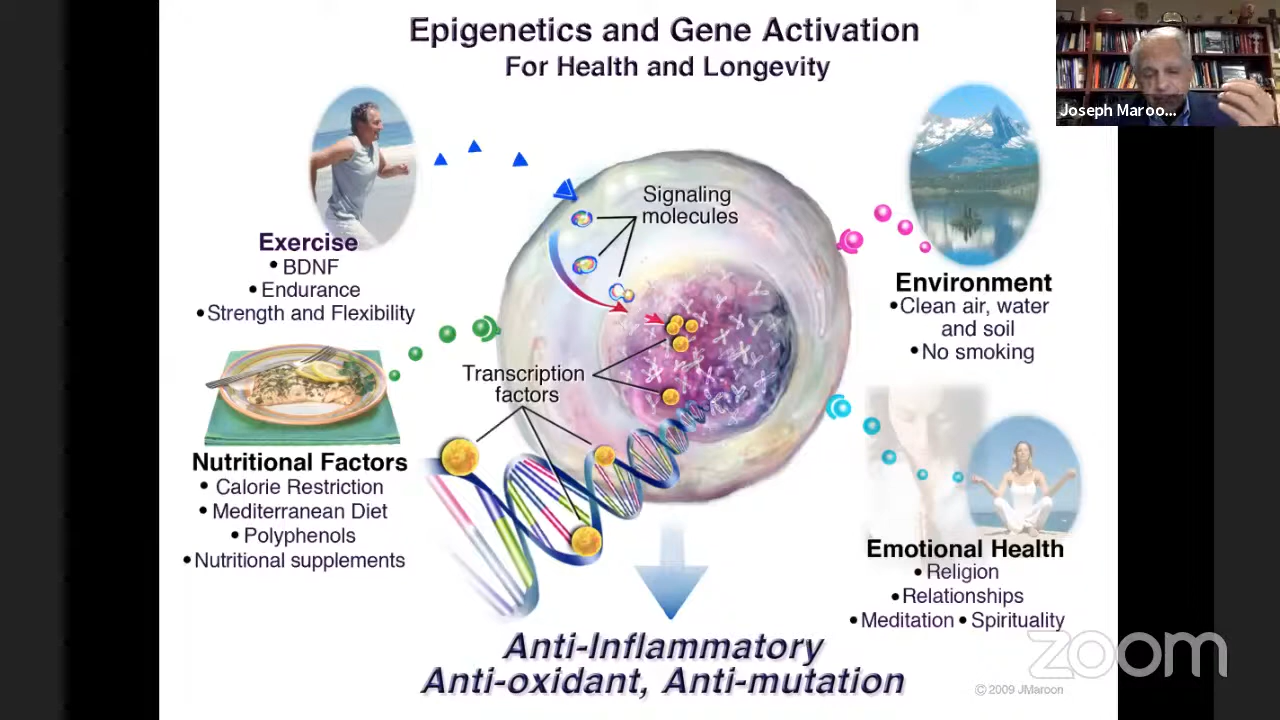 Epigenetics and Gene Activation
For Health and Longevity
Joseph Maroo...
Signaling
molecules
Exercise
• BDNF
• Endurance
• Strength and Flexibility
Environment
• Clean air, water
and soil
• No smoking
Transcription
factors
Nutritional Factors
• Calorie Restriction
• Mediterranean Diet
• Polyphenols
• Nutritional supplements
Emotional Health
• Religion
• Relationships
• Meditation • Spirituality
Anti-Inflammatory
Anti-oxidant, Anti-mutation
zoom
© 2009 JMaroon